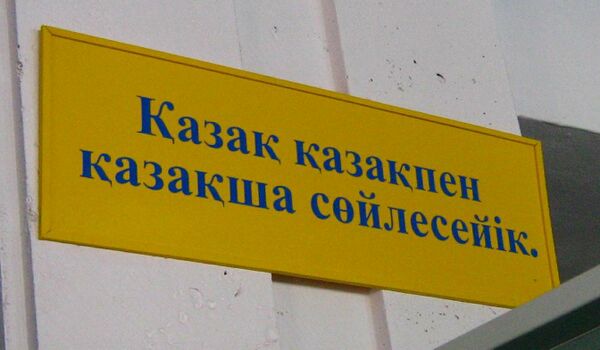 Қазақ қазақпен
қазақша сөйлесейік.